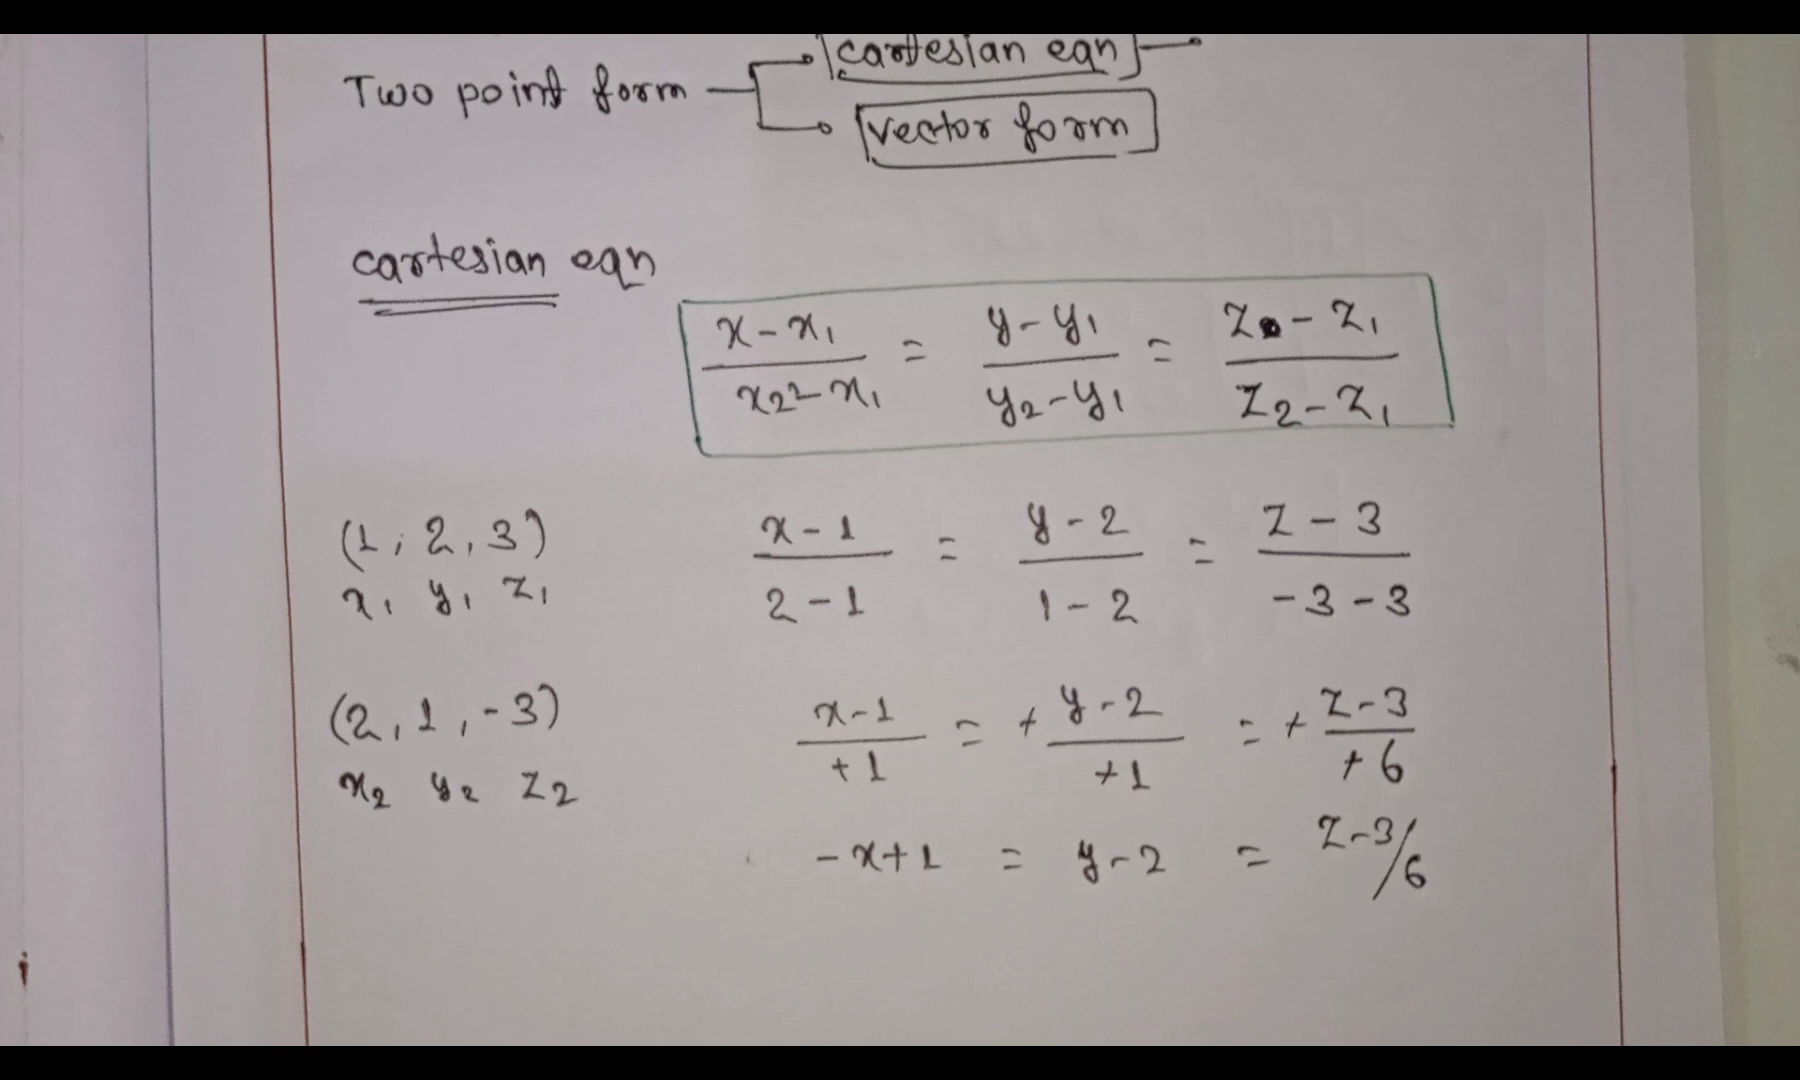 Two point form cartesian eqn
vector form
cartesian eqn
x - x₁ / x₂² - x₁ = y - y₁ / y₂ - y₁ = z - z₁ / z₂ - z₁
(1, 2, 3) x - 1 / 2 - 1 = y - 2 / 1 - 2 = z - 3 / -3 - 3
x₁ y₁ z₁
(2, 1, -3) x - 1 / +1 = + y - 2 / +1 = + z - 3 / +6
x₂ y₂ z₂
-x + 1 = y - 2 = z - 3/6